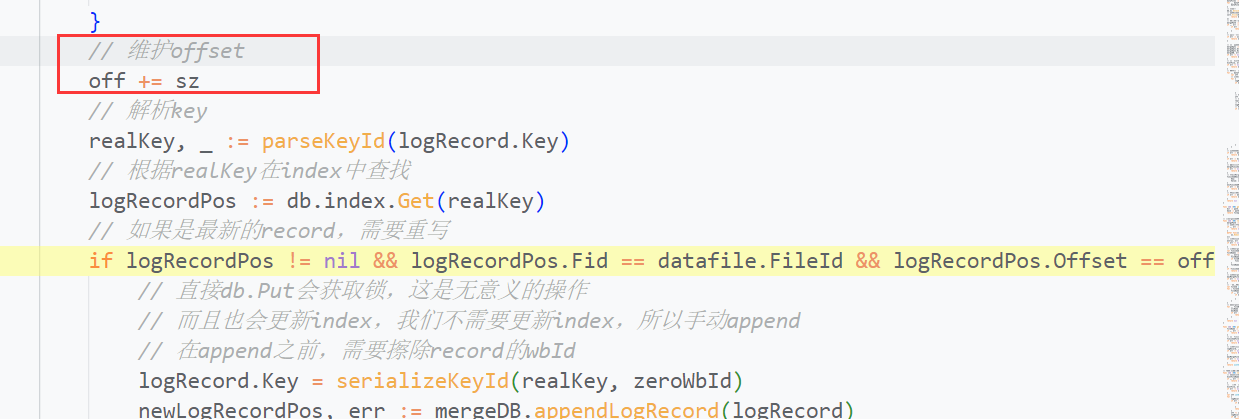 }
// 维护offset
off += sz
// 解析key
realKey, _ := parseKeyId(logRecord.Key)
// 根据realKey在index中查找
logRecordPos := db.index.Get(realKey)
// 如果是最新的record，需要重写
if logRecordPos != nil && logRecordPos.Fid == datafile.FileId && logRecordPos.Offset == off
// 直接db.Put会获取锁，这是无意义的操作
// 而且也会更新index，我们不需要更新index，所以手动append
// 在append之前，需要擦除record的wbId
logRecord.Key = serializeKeyId(realKey, zeroWbId)
newLogRecordPos, err := mergeDB.appendLogRecord(logRecord)